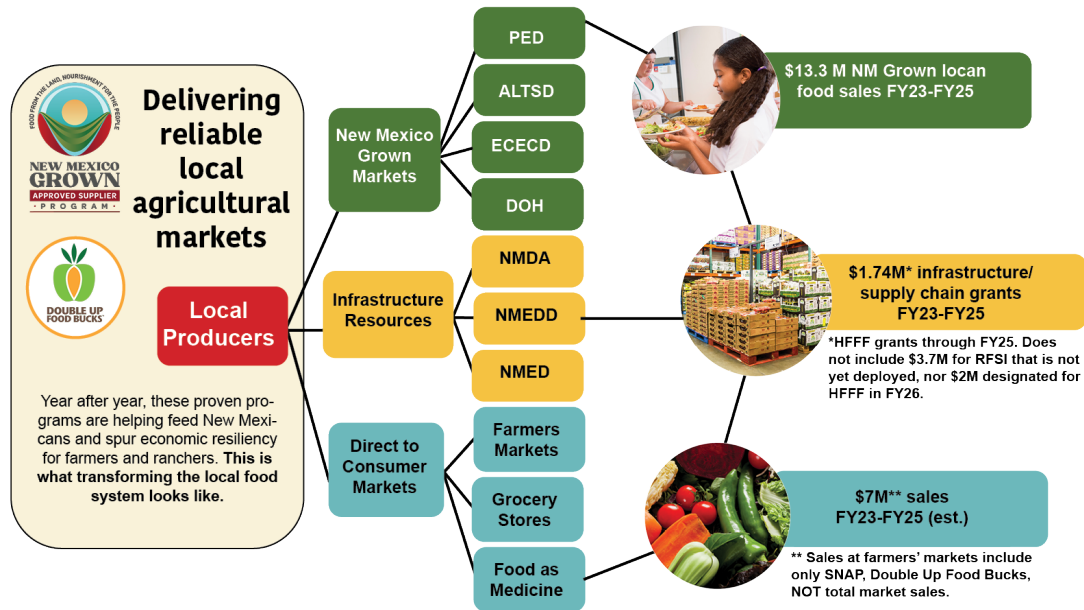 FOOD FROM THE LAND, NOURISHMENT FOR THE PEOPLE
NEW MEXICO
GROWN
APPROVED SUPPLIER
• PROGRAM •
DOUBLE UP
FOOD BUCKS
Delivering
reliable
local
agricultural
markets
Local
Producers
Year after year, these proven pro-
grams are helping feed New Mexi-
cans and spur economic resiliency
for farmers and ranchers. This is
what transforming the local food
system looks like.
New Mexico
Grown
Markets
PED
ALTSD
ECECD
DOH
Infrastructure
Resources
NMDA
NMEDD
NMED
Direct to
Consumer
Markets
Farmers
Markets
Grocery
Stores
Food as
Medicine
$13.3 M NM Grown locan
food sales FY23-FY25
$1.74M* infrastructure/
supply chain grants
FY23-FY25
*HFFF grants through FY25. Does
not include $3.7M for RFSI that is not
yet deployed, nor $2M designated for
HFFF in FY26.
$7M** sales
FY23-FY25 (est.)
** Sales at farmers’ markets include
only SNAP, Double Up Food Bucks,
NOT total market sales.